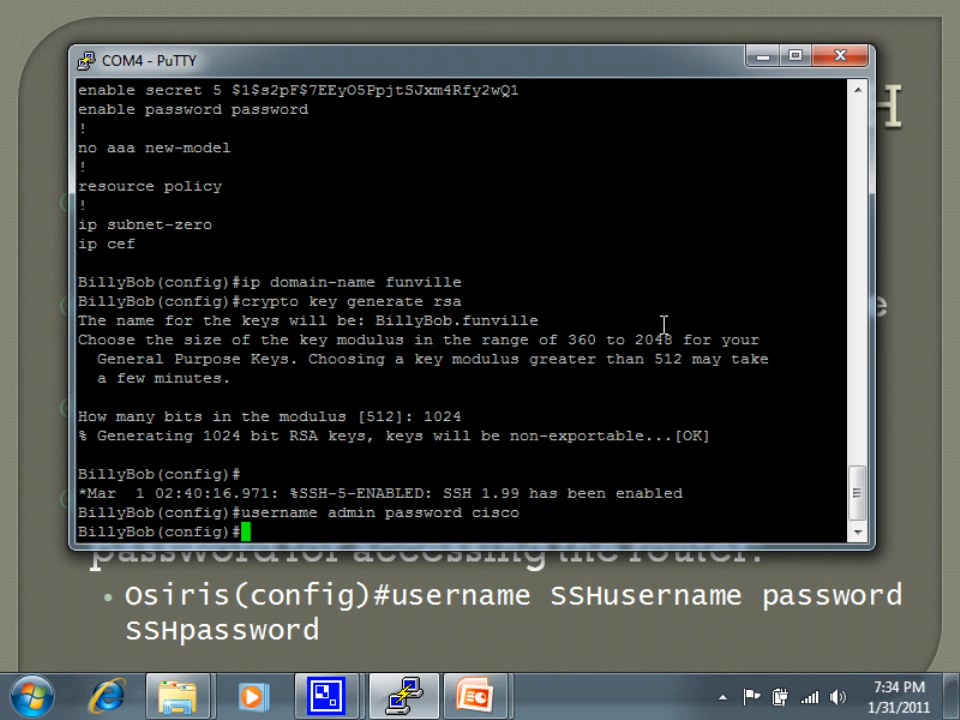 COM4 - PuTTY
enable secret 5 $1$s2pF$7EEyO5PpjtSJxm4Rfy2wQ1
enable password password
!
no aaa new-model
!
resource policy
!
ip subnet-zero
ip cef
BillyBob(config)#ip domain-name funville
BillyBob(config)#crypto key generate rsa
The name for the keys will be: BillyBob.funville
Choose the size of the key modulus in the range of 360 to 2048 for your
General Purpose Keys. Choosing a key modulus greater than 512 may take
a few minutes.
How many bits in the modulus [512]: 1024
% Generating 1024 bit RSA keys, keys will be non-exportable...[OK]
BillyBob(config)#
*Mar 1 02:40:16.971: %SSH-5-ENABLED: SSH 1.99 has been enabled
BillyBob(config)#username admin password cisco
BillyBob(config)#
password for accessing the router.
Osiris(config)#username SSHusername password
SSHpassword
7:34 PM
1/31/2011